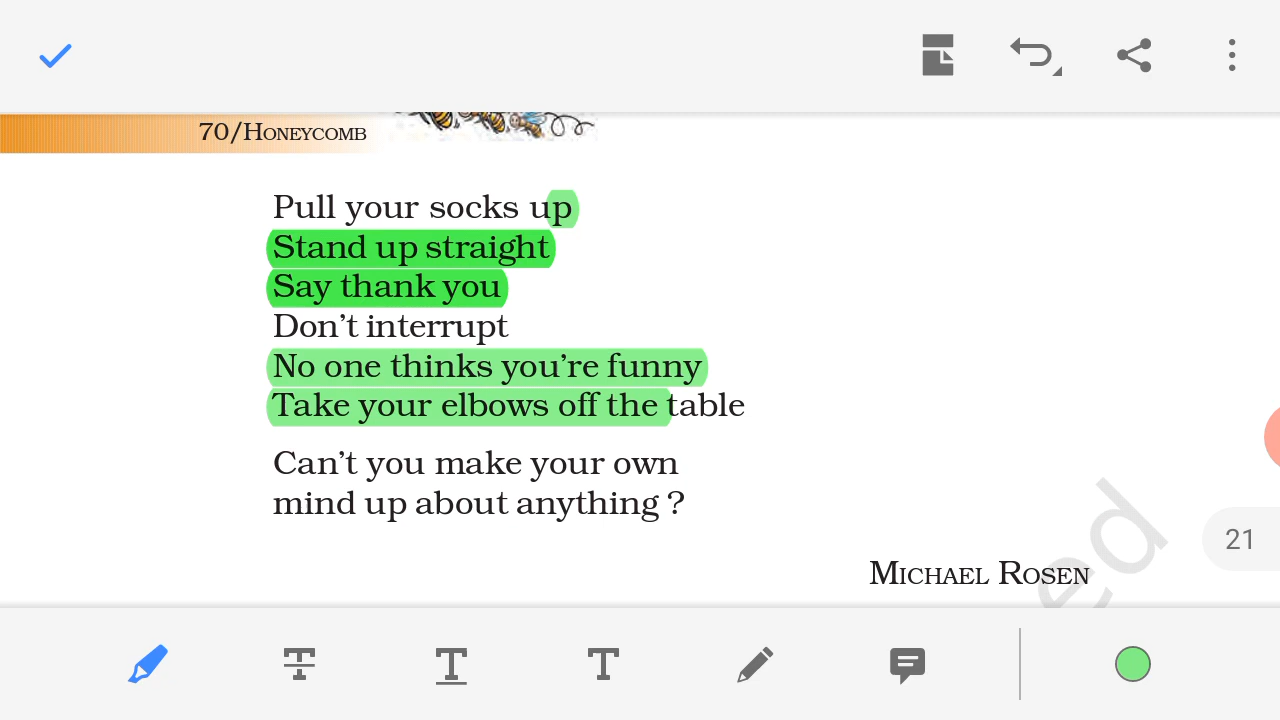 70/Honeycomb
Pull your socks up
Stand up straight
Say thank you
Don’t interrupt
No one thinks you’re funny
Take your elbows off the table
Can’t you make your own
mind up about anything ?
21
Michael Rosen
ed